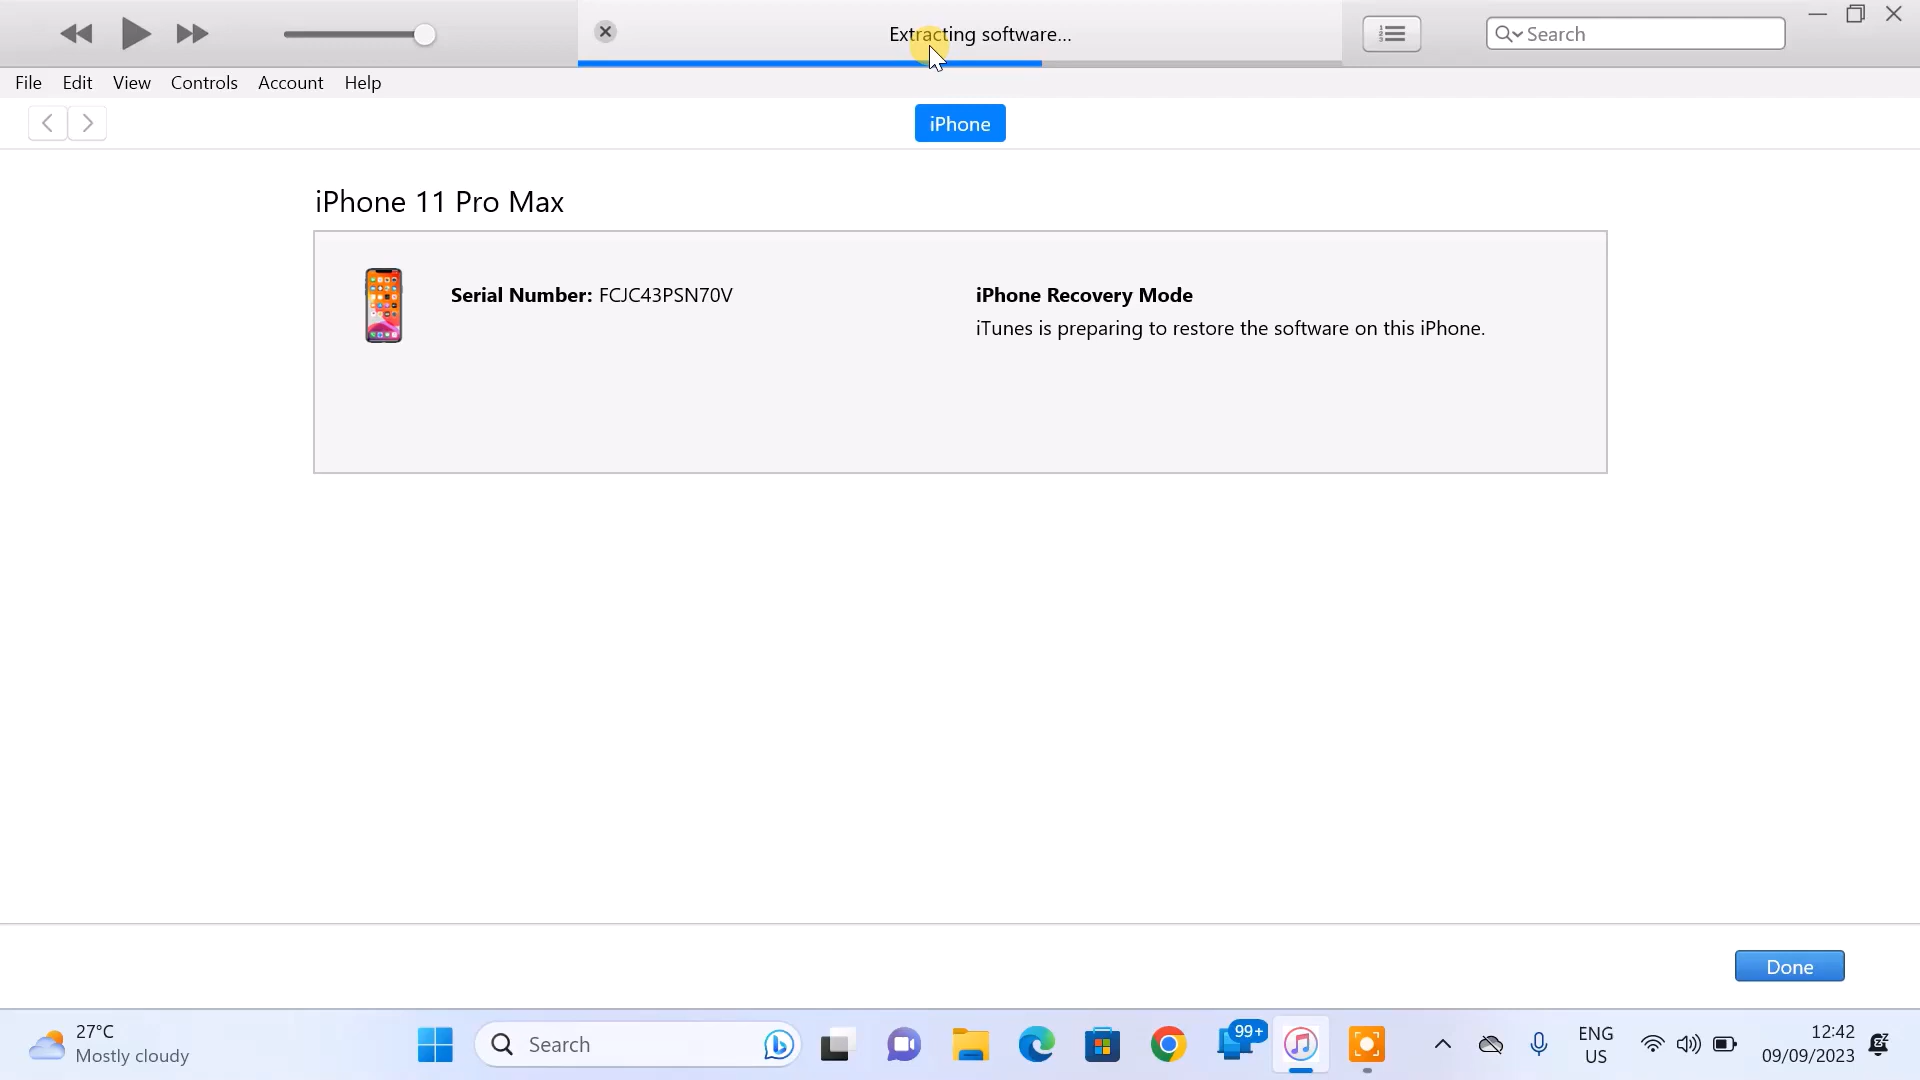 Extracting software...
Search
File Edit View Controls Account Help
iPhone
iPhone 11 Pro Max
Serial Number: FCJC43PSN70V
iPhone Recovery Mode
iTunes is preparing to restore the software on this iPhone.
Done
27°C
Mostly cloudy
Search
99+
ENG
US
12:42
09/09/2023